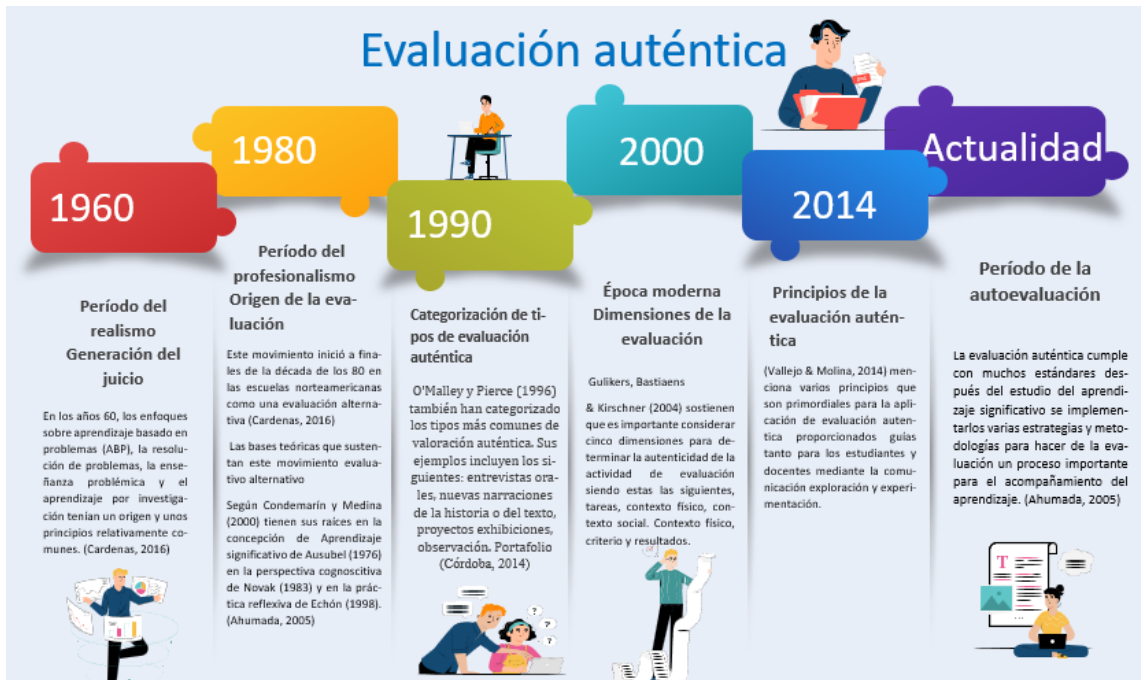 Evaluación auténtica
1960
Período del
realismo
Generación del
juicio
En los años 60, los enfoques
sobre aprendizaje basado en
problemas (ABP), la resolu-
ción de problemas, la ense-
ñanza problémica y el
aprendizaje por investiga-
ción tenían un origen y unos
principios relativamente co-
munes. (Cardenas, 2016)
1980
Período del
profesionalismo
Origen de la eva-
luación
Este movimiento inició a fina-
les de la década de los 80 en
las escuelas norteamericanas
como una evaluación alterna-
tiva (Cardenas, 2016)
Las bases teóricas que susten-
tan este movimiento evalua-
tivo alternativo
Según Condemarín y Medina
(2000) tienen sus raíces en la
concepción de Aprendizaje
significativo de Ausubel (1976)
en la perspectiva cognoscitiva
de Novak (1983) y en la prác-
tica reflexiva de Echón (1998).
(Ahumada, 2005)
1990
Categorización de ti-
pos de evaluación
auténtica
O'Malley y Pierce (1996)
también han categorizado
los tipos más comunes de
valoración auténtica. Sus
ejemplos incluyen los si-
guientes: entrevistas ora-
les, nuevas narraciones
de la historia o del texto,
proyectos exhibiciones,
observación. Portafolio
(Córdoba, 2014)
2000
Época moderna
Dimensiones de la
evaluación
Gulikers, Bastiaens
& Kirschner (2004) sostienen
que es importante considerar
cinco dimensiones para de-
terminar la autenticidad de la
actividad de evaluación
siendo estas las siguientes,
tareas, contexto físico, con-
texto social. Contexto físico,
criterio y resultados.
2014
Principios de la
evaluación autén-
tica
(Vallejo & Molina, 2014) men-
ciona varios principios que
son primordiales para la apli-
cación de evaluación auten-
tica proporcionados guías
tanto para los estudiantes y
docentes mediante la comu-
nicación exploración y experi-
mentación.
Actualidad
Período de la
autoevaluación
La evaluación auténtica cumple
con muchos estándares des-
pués del estudio del aprendi-
zaje significativo se implemen-
tarlos varias estrategias y meto-
dologías para hacer de la eva-
luación un proceso importante
para el acompañamiento del
aprendizaje. (Ahumada, 2005)
?
?
?
T